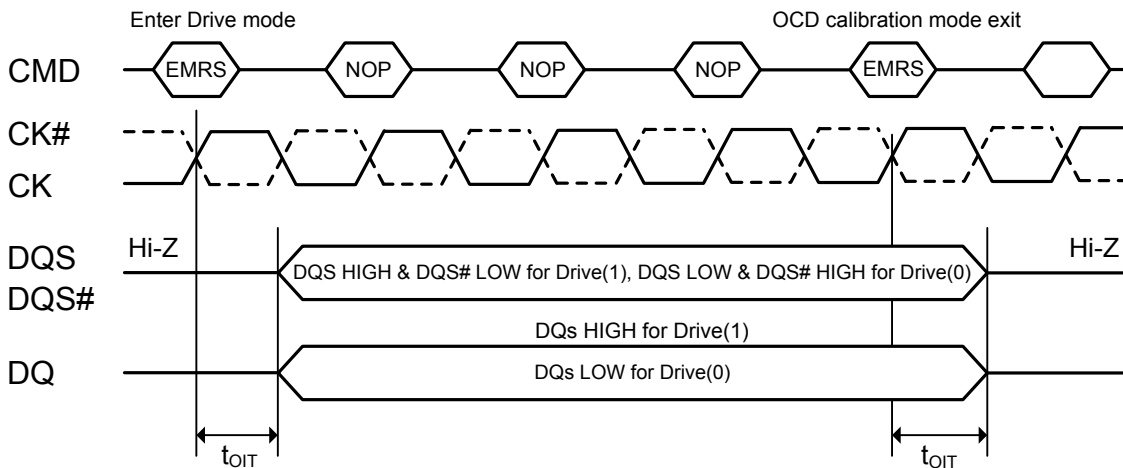 Enter Drive mode
OCD calibration mode exit
CMD
EMRS
NOP
NOP
NOP
EMRS
CK#
CK
Hi-Z
Hi-Z
DQS
DQS#
DQS HIGH & DQS# LOW for Drive(1), DQS LOW & DQS# HIGH for Drive(0)
DQs HIGH for Drive(1)
DQ
DQs LOW for Drive(0)
tOIT
tOIT